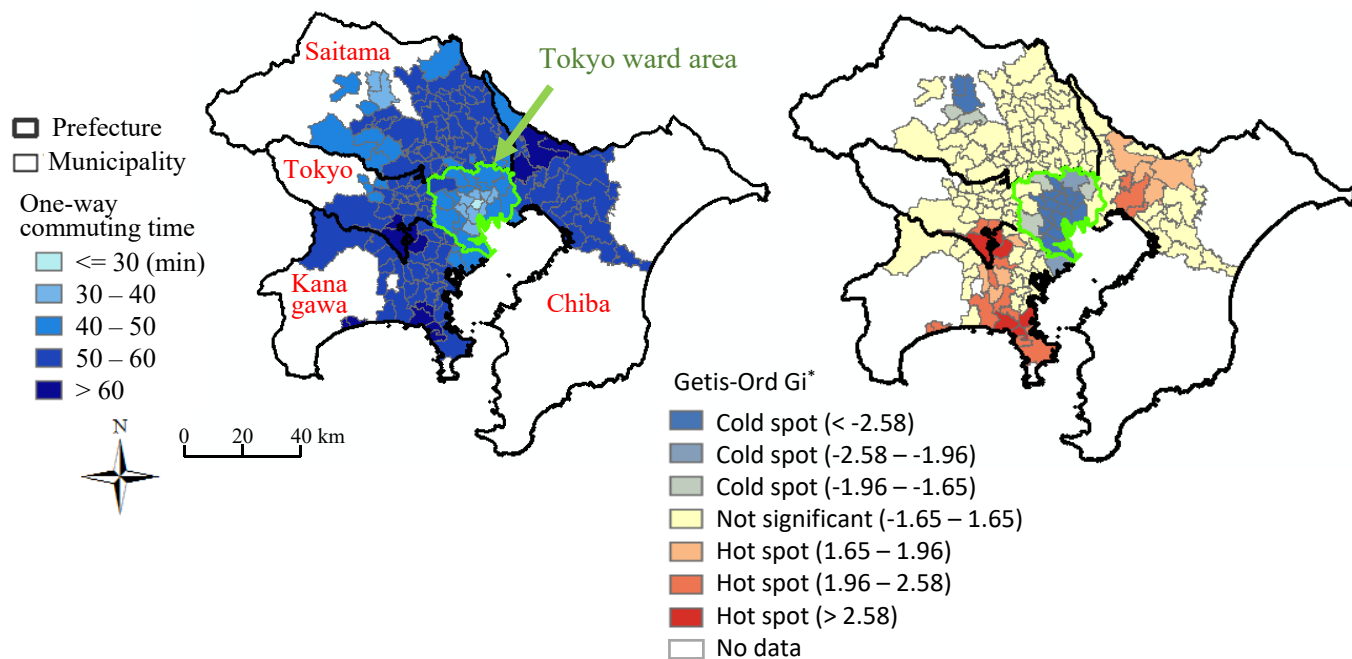 Saitama
Tokyo ward area
Prefecture
Municipality
Tokyo
One-way
commuting time
<= 30 (min)
30 – 40
40 – 50
50 – 60
> 60
Kana
gawa
Chiba
N
0 20 40 km
Getis-Ord Gi*
Cold spot (< -2.58)
Cold spot (-2.58 – -1.96)
Cold spot (-1.96 – -1.65)
Not significant (-1.65 – 1.65)
Hot spot (1.65 – 1.96)
Hot spot (1.96 – 2.58)
Hot spot (> 2.58)
No data